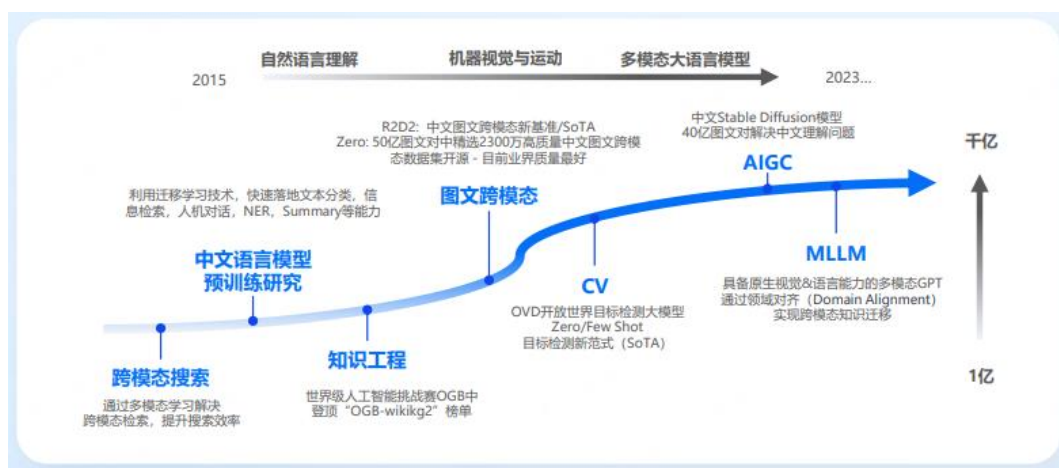 2015
自然语言理解
机器视觉与运动
多模态大语言模型
2023...
R2D2: 中文图文跨模态新基准/SoTA
Zero: 50亿图文对中精选2300万高质量中文图文跨模
态数据集开源 - 目前业界质量最好
中文Stable Diffusion模型
40亿图文对解决中文理解问题
AIGC
千亿
利用迁移学习技术，快速落地文本分类，信
息检索，人机对话，NER，Summary等能力
图文跨模态
中文语言模型
预训练研究
CV
OVD开放世界目标检测大模型
Zero/Few Shot
目标检测新范式（SoTA）
MLLM
具备原生视觉&语言能力的多模态GPT
通过领域对齐（Domain Alignment）
实现跨模态知识迁移
知识工程
世界级人工智能挑战赛OGB中
登顶“OGB-wikikg2”榜单
跨模态搜索
通过多模态学习解决
跨模态检索，提升搜索效率
1亿